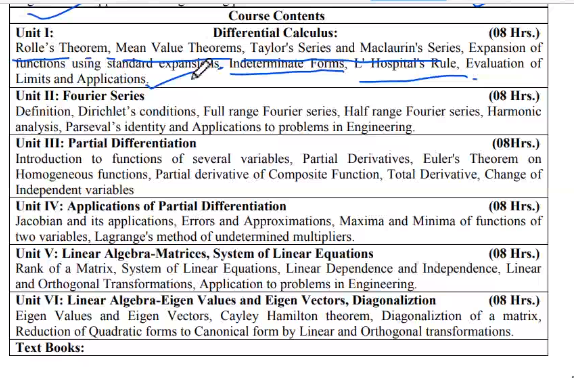 Course Contents
Unit I: Differential Calculus: (08 Hrs.)
Rolle's Theorem, Mean Value Theorems, Taylor's Series and Maclaurin's Series, Expansion of
functions using standard expansions, Indeterminate Forms, L' Hospital's Rule, Evaluation of
Limits and Applications.
Unit II: Fourier Series (08 Hrs.)
Definition, Dirichlet's conditions, Full range Fourier series, Half range Fourier series, Harmonic
analysis, Parseval's identity and Applications to problems in Engineering.
Unit III: Partial Differentiation (08Hrs.)
Introduction to functions of several variables, Partial Derivatives, Euler's Theorem on
Homogeneous functions, Partial derivative of Composite Function, Total Derivative, Change of
Independent variables
Unit IV: Applications of Partial Differentiation (08 Hrs.)
Jacobian and its applications, Errors and Approximations, Maxima and Minima of functions of
two variables, Lagrange's method of undetermined multipliers.
Unit V: Linear Algebra-Matrices, System of Linear Equations (08 Hrs.)
Rank of a Matrix, System of Linear Equations, Linear Dependence and Independence, Linear
and Orthogonal Transformations, Application to problems in Engineering.
Unit VI: Linear Algebra-Eigen Values and Eigen Vectors, Diagonaliztion (08 Hrs.)
Eigen Values and Eigen Vectors, Cayley Hamilton theorem, Diagonaliztion of a matrix,
Reduction of Quadratic forms to Canonical form by Linear and Orthogonal transformations.
Text Books: